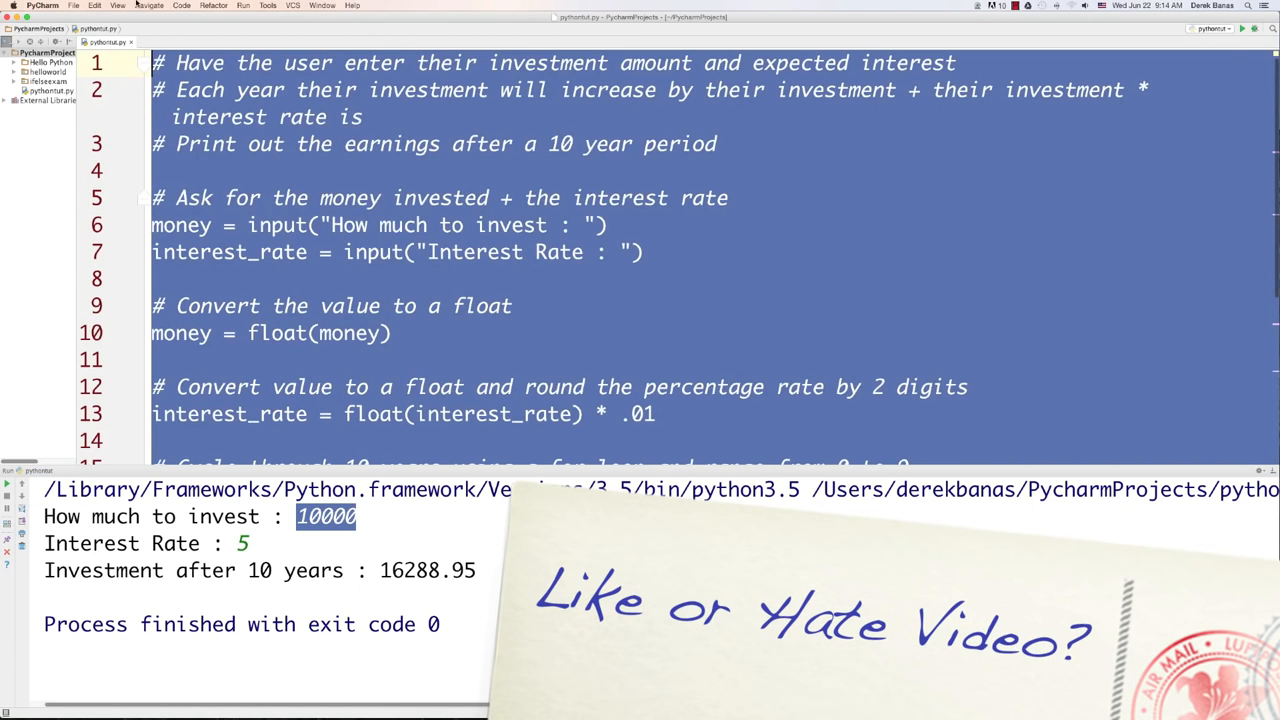 PyCharm File Edit View Navigate Code Refactor Run Tools VCS Window Help
10 Wed Jun 22 9:14 AM Derek Banas
pythontut.py - PycharmProjects - [~/PycharmProjects]
PycharmProjects pythontut.py
pythontut
pythontut.py
PycharmProject
Hello Python
helloworld
ifelseexam
pythontut.py
External Librarie
1 # Have the user enter their investment amount and expected interest
2 # Each year their investment will increase by their investment + their investment *
interest rate is
3 # Print out the earnings after a 10 year period
4
5 # Ask for the money invested + the interest rate
6 money = input("How much to invest : ")
7 interest_rate = input("Interest Rate : ")
8
9 # Convert the value to a float
10 money = float(money)
11
12 # Convert value to a float and round the percentage rate by 2 digits
13 interest_rate = float(interest_rate) * .01
14
Run pythontut
/Library/Frameworks/Python.framework/Versions/3.5/bin/python3.5 /Users/derekbanas/PycharmProjects/pytho
How much to invest : 10000
Interest Rate : 5
Investment after 10 years : 16288.95
Process finished with exit code 0
Like or Hate Video?
AIR MAIL